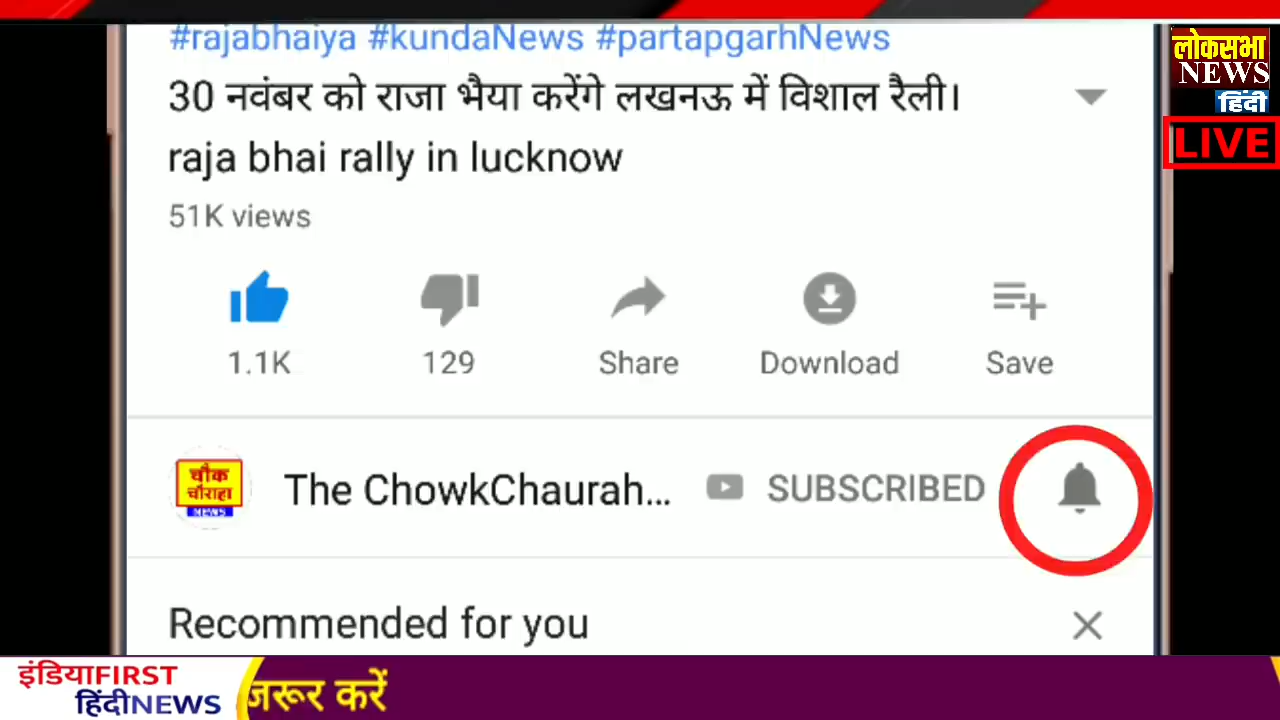 #rajabhaiya #kundaNews #partapgarhNews
30 नवंबर को राजा भैया करेंगे लखनऊ में विशाल रैली।
raja bhai rally in lucknow
51K views
1.1K
129
Share
Download
Save
चौक
चौराहा
NEWS
The ChowkChaurah...
SUBSCRIBED
Recommended for you
लोकसभा
NEWS
हिंदी
LIVE
इंडियाFIRST
हिंदीNEWS
जरूर करें